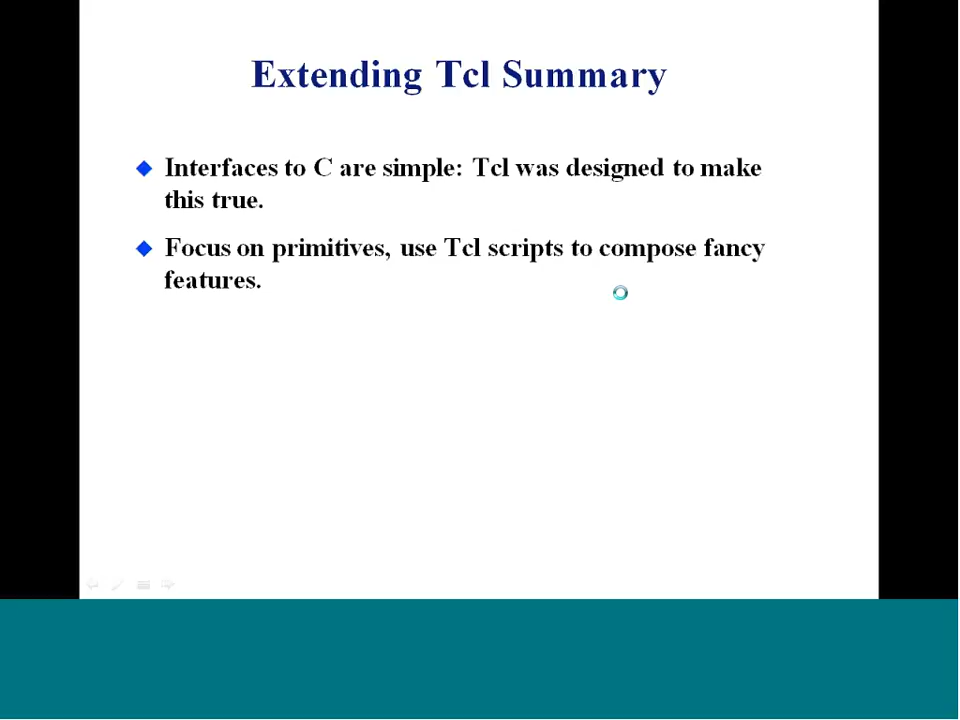 Extending Tcl Summary
Interfaces to C are simple: Tcl was designed to make
this true.
Focus on primitives, use Tcl scripts to compose fancy
features.